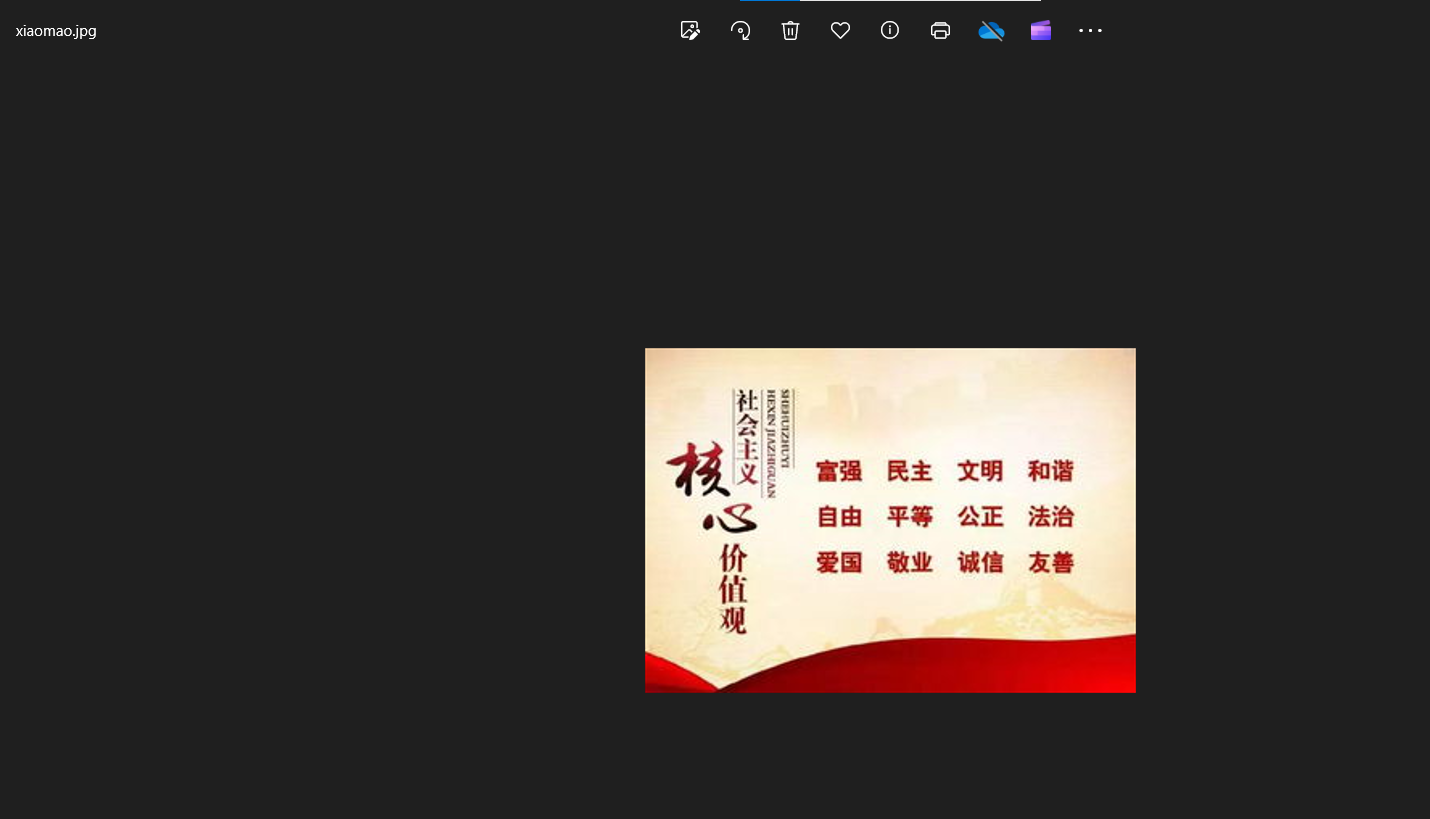 xiaomao.jpg
社会主义
SHEHUIZHUYI
HEXIN JIAZHIGUAN
核心
价值观
富强 民主 文明 和谐
自由 平等 公正 法治
爱国 敬业 诚信 友善